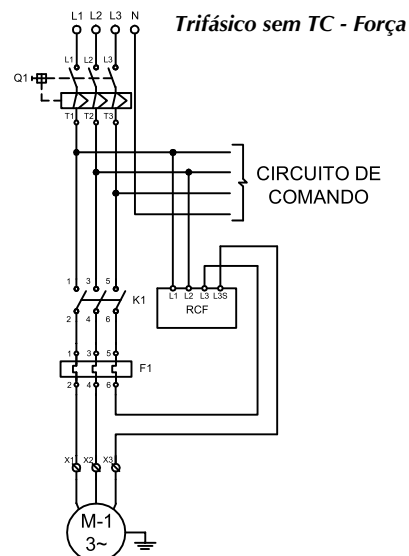 Trifásico sem TC - Força
L1 L2 L3 N
L1 L2 L3
Q1
T1 T2 T3
CIRCUITO DE
COMANDO
1 3 5
K1
2 4 6
L1 L2 L3 L3S
RCF
1 3 5
F1
2 4 6
X1 X2 X3
M-1
3~